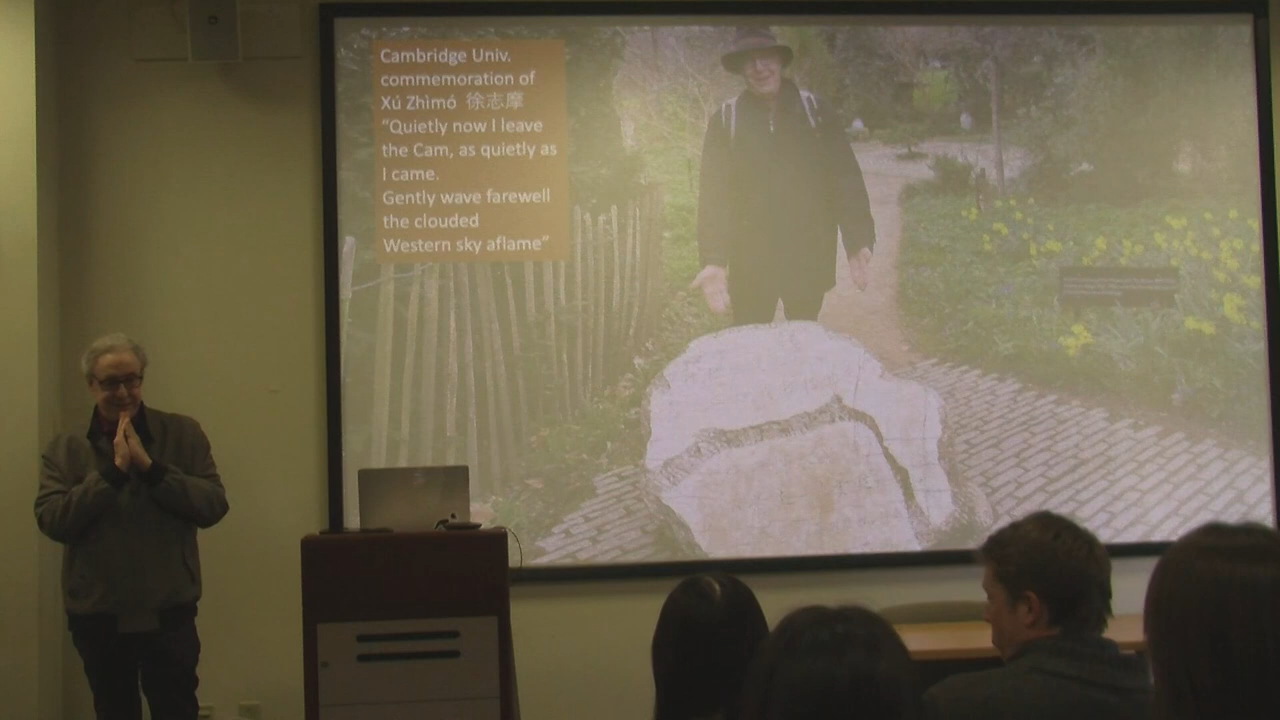 Cambridge Univ.
commemoration of
Xú Zhìmó 徐志摩
“Quietly now I leave
the Cam, as quietly as
I came.
Gently wave farewell
the clouded
Western sky aflame”